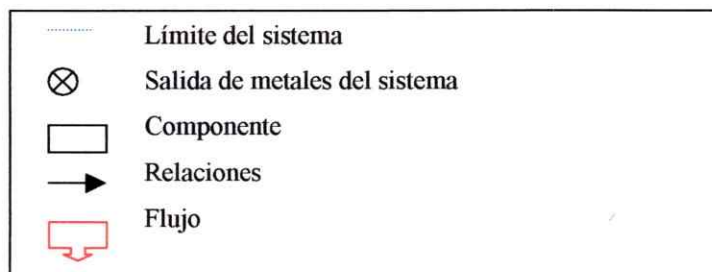 Límite del sistema
Salida de metales del sistema
Componente
Relaciones
Flujo